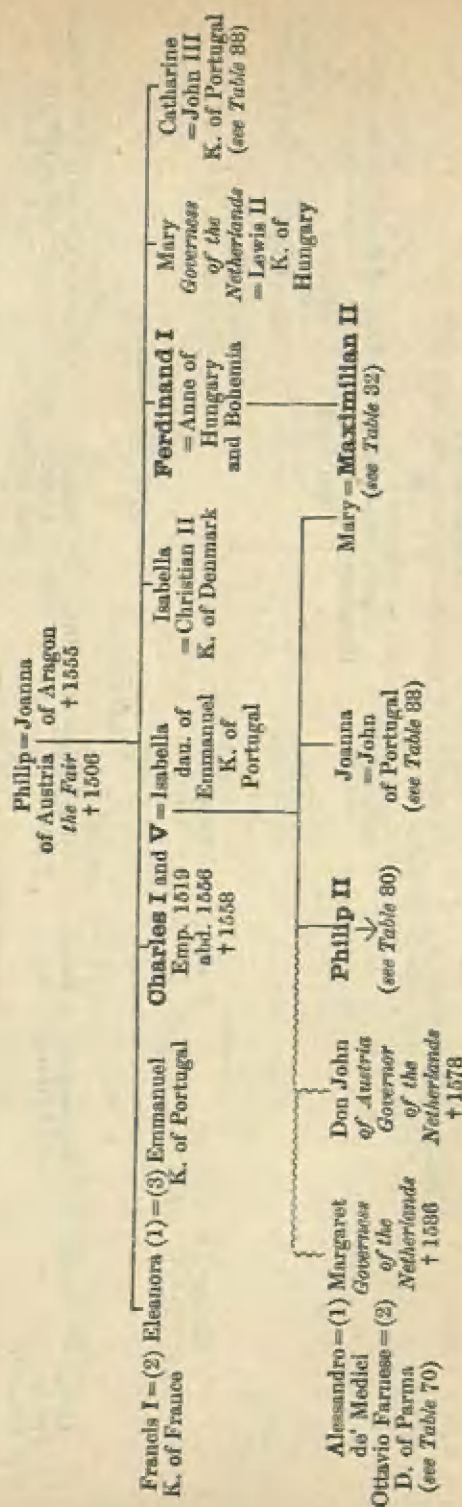 Philip = Joanna
of Austria of Aragon
the Fair † 1555
† 1506
Francis I = (2) Eleanora (1) = (3) Emmanuel
K. of France K. of Portugal
Charles I and V = Isabella
Emp. 1519 dau. of
abd. 1556 Emmanuel
† 1558 K. of
Portugal
Isabella
= Christian II
K. of Denmark
Ferdinand I
= Anne of
Hungary
and Bohemia
Mary
Governess
of the
Netherlands
= Lewis II
K. of
Hungary
Catharine
= John III
K. of Portugal
(see Table 88)
Alessandro = (1) Margaret
de' Medici Governess
Ottavio Farnese = (2) of the
D. of Parma Netherlands
(see Table 70) † 1586
Don John
of Austria
Governor
of the
Netherlands
† 1578
Philip II
(see Table 80)
Joanna
= John
of Portugal
(see Table 88)
Mary = Maximilian II
(see Table 32)